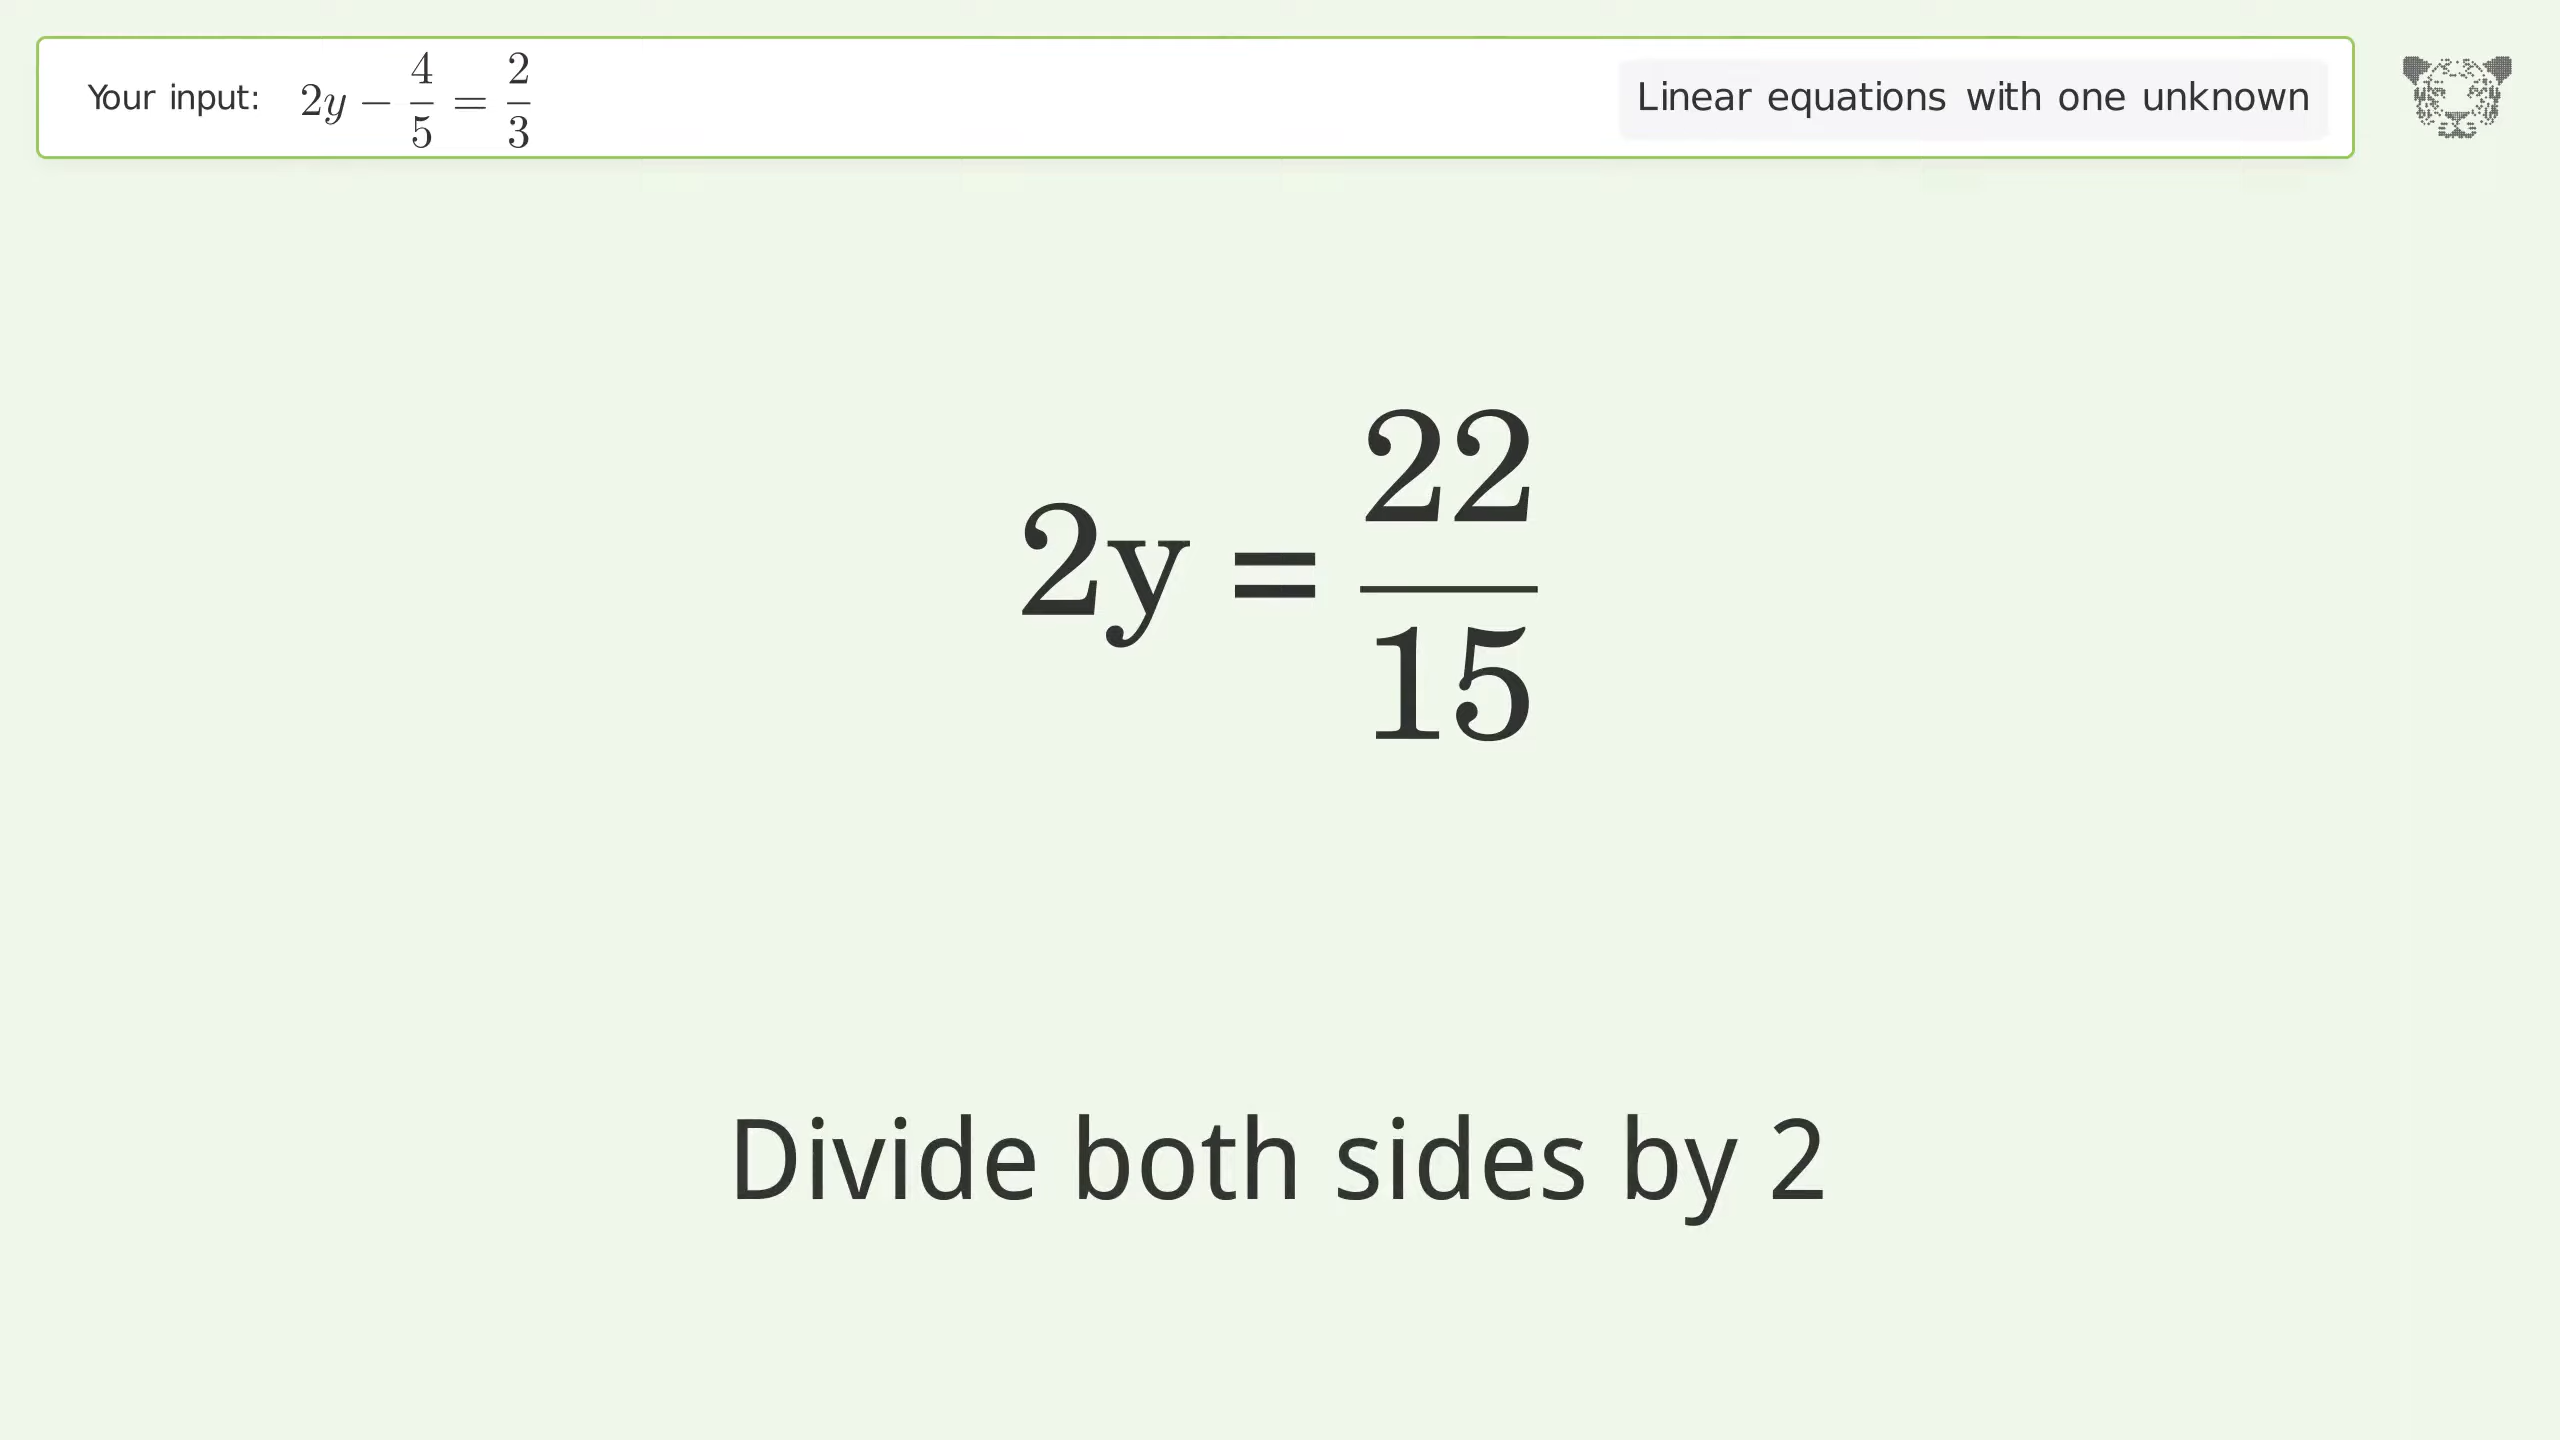 Your input: 2y − 4/5 = 2/3
Linear equations with one unknown
2y = 22/15
Divide both sides by 2